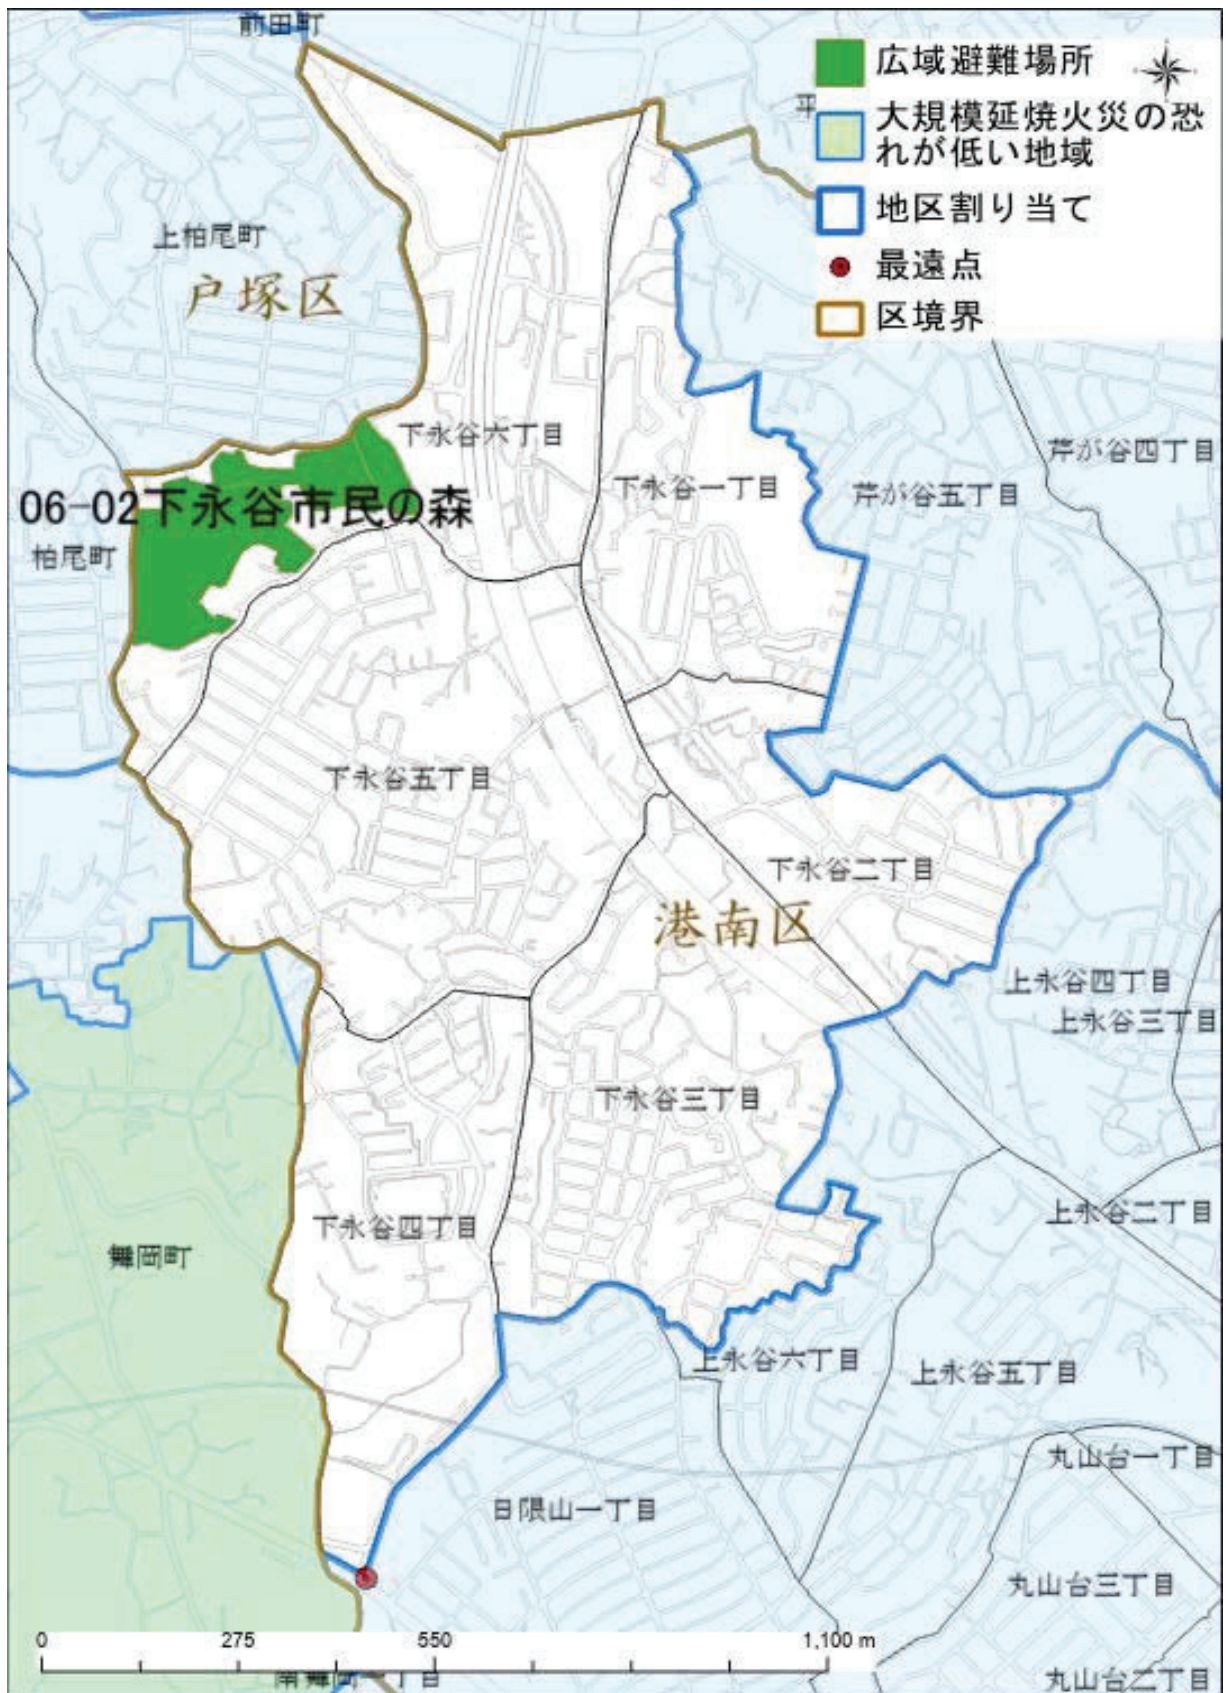 前田町
広域避難場所
平
大規模延焼火災の恐
れが低い地域
地区割り当て
上柏尾町
最遠点
戸塚区
区境界
下永谷六丁目
芹が谷四丁目
下永谷一丁目
芹が谷五丁目
06-02下永谷市民の森
柏尾町
下永谷五丁目
下永谷二丁目
港南区
上永谷四丁目
上永谷三丁目
下永谷三丁目
上永谷二丁目
下永谷四丁目
舞岡町
上永谷六丁目
上永谷五丁目
丸山台一丁目
日限山一丁目
丸山台三丁目
0 275 550 1,100 m
南舞岡一丁目
丸山台二丁目